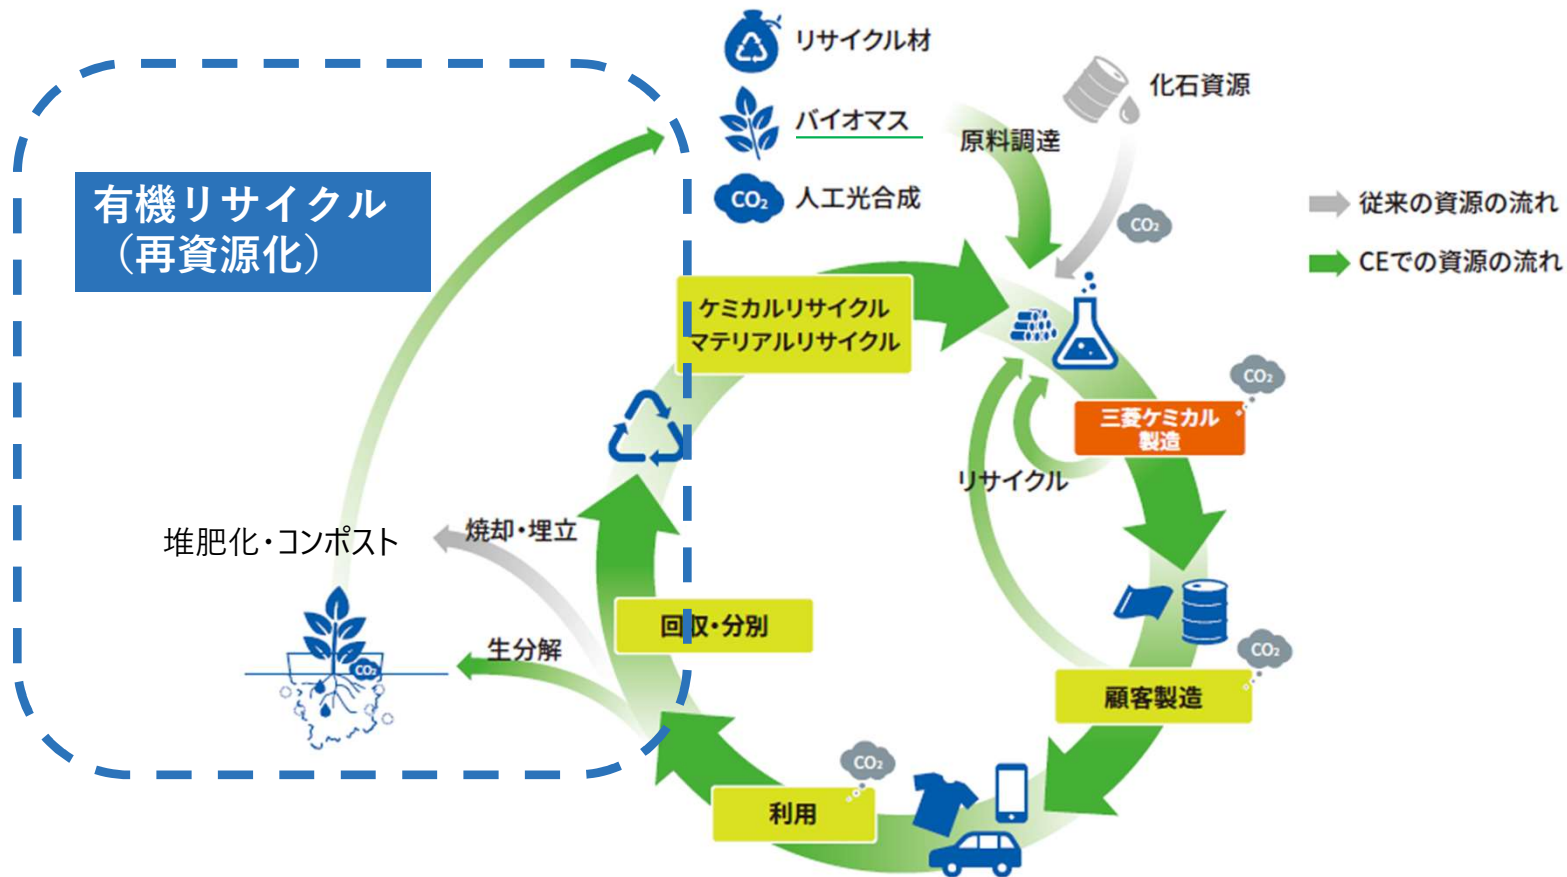 リサイクル材
バイオマス
人工光合成
CO₂
化石資源
原料調達
CO₂
従来の資源の流れ
CEでの資源の流れ
有機リサイクル
（再資源化）
ケミカルリサイクル
マテリアルリサイクル
CO₂
三菱ケミカル
製造
リサイクル
堆肥化・コンポスト
焼却・埋立
回収・分別
生分解
CO₂
CO₂
顧客製造
CO₂
利用